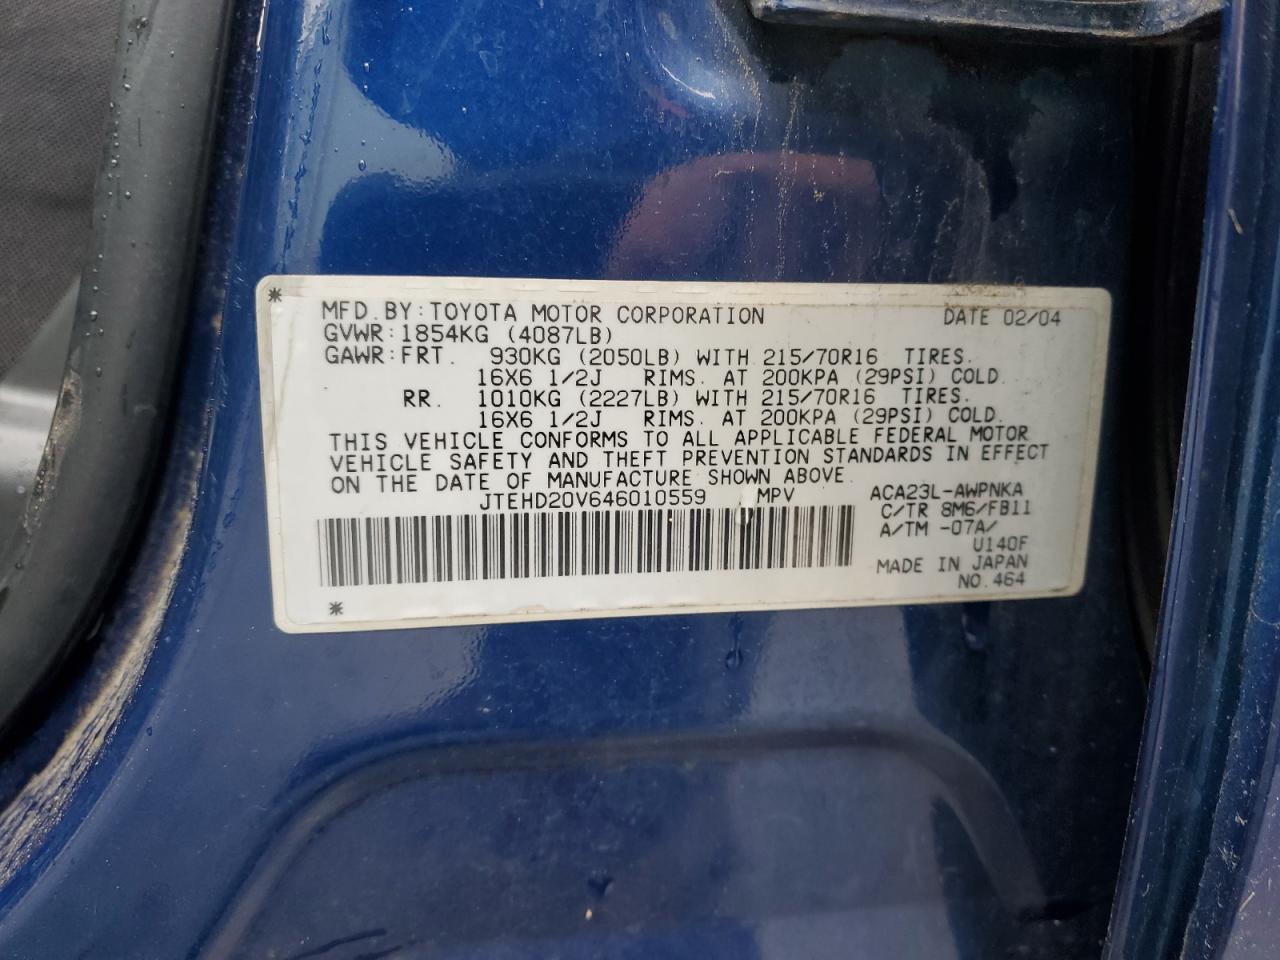 MFD. BY: TOYOTA MOTOR CORPORATION DATE 02/04
GVWR: 1854KG (4087LB)
GAWR: FRT. 930KG (2050LB) WITH 215/70R16 TIRES.
16X6 1/2J RIMS. AT 200KPA (29PSI) COLD.
RR. 1010KG (2227LB) WITH 215/70R16 TIRES.
16X6 1/2J RIMS. AT 200KPA (29PSI) COLD.
THIS VEHICLE CONFORMS TO ALL APPLICABLE FEDERAL MOTOR
VEHICLE SAFETY AND THEFT PREVENTION STANDARDS IN EFFECT
ON THE DATE OF MANUFACTURE SHOWN ABOVE.
JTEHD20V646010559 MPV ACA23L-AWPNKA
C/TR 8M6/FB11
A/TM -07A/
U140F
MADE IN JAPAN
NO. 464